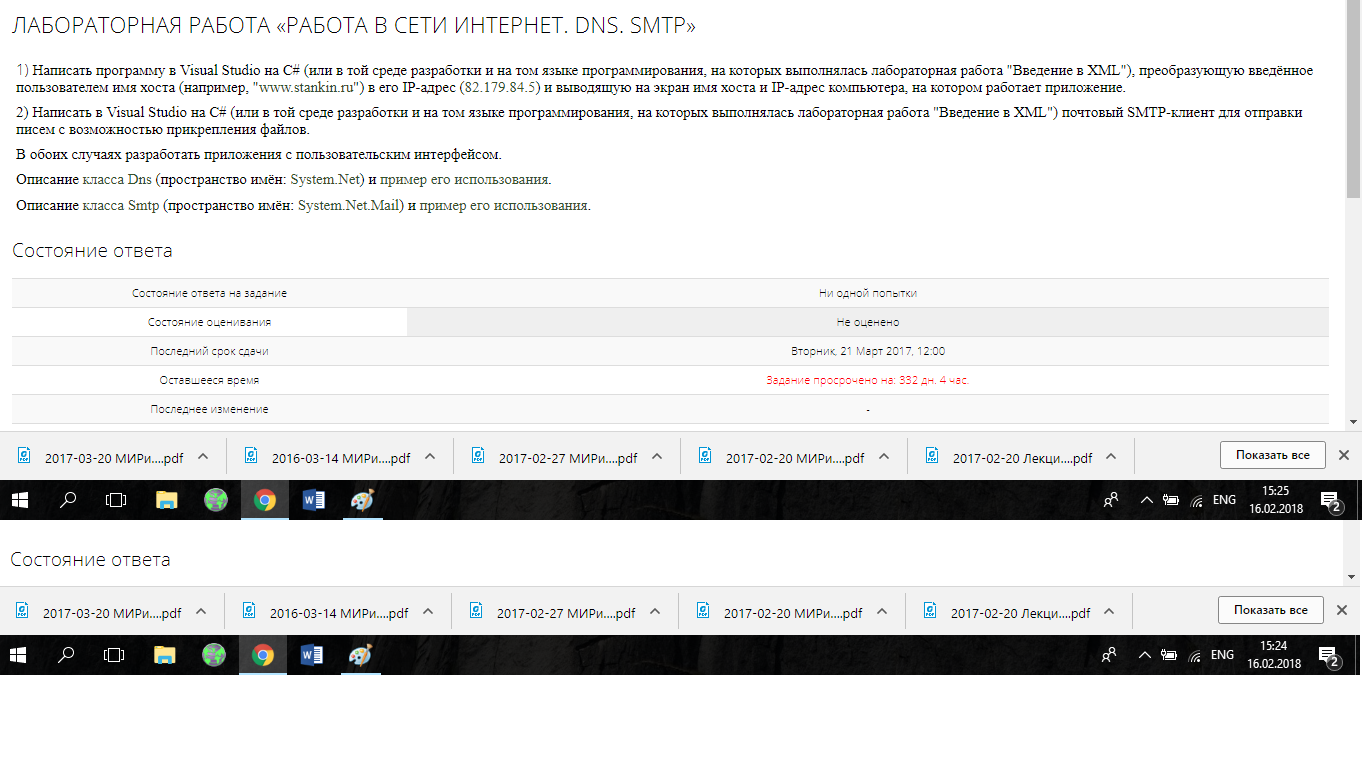 ЛАБОРАТОРНАЯ РАБОТА «РАБОТА В СЕТИ ИНТЕРНЕТ. DNS. SMTP»
1) Написать программу в Visual Studio на C# (или в той среде разработки и на том языке программирования, на которых выполнялась лабораторная работа "Введение в XML"), преобразующую введённое
пользователем имя хоста (например, "www.stankin.ru") в его IP-адрес (82.179.84.5) и выводящую на экран имя хоста и IP-адрес компьютера, на котором работает приложение.
2) Написать в Visual Studio на C# (или в той среде разработки и на том языке программирования, на которых выполнялась лабораторная работа "Введение в XML") почтовый SMTP-клиент для отправки
писем с возможностью прикрепления файлов.
В обоих случаях разработать приложения с пользовательским интерфейсом.
Описание класса Dns (пространство имён: System.Net) и пример его использования.
Описание класса Smtp (пространство имён: System.Net.Mail) и пример его использования.
Состояние ответа
Состояние ответа на задание Ни одной попытки
Состояние оценивания Не оценено
Последний срок сдачи Вторник, 21 Март 2017, 12:00
Оставшееся время Задание просрочено на: 332 дн. 4 час.
Последнее изменение -
2017-03-20 МИРи....pdf 2016-03-14 МИРи....pdf 2017-02-27 МИРи....pdf 2017-02-20 МИРи....pdf 2017-02-20 Лекци....pdf Показать все
ENG 15:25 2
16.02.2018
Состояние ответа
2017-03-20 МИРи....pdf 2016-03-14 МИРи....pdf 2017-02-27 МИРи....pdf 2017-02-20 МИРи....pdf 2017-02-20 Лекци....pdf Показать все
ENG 15:24 2
16.02.2018